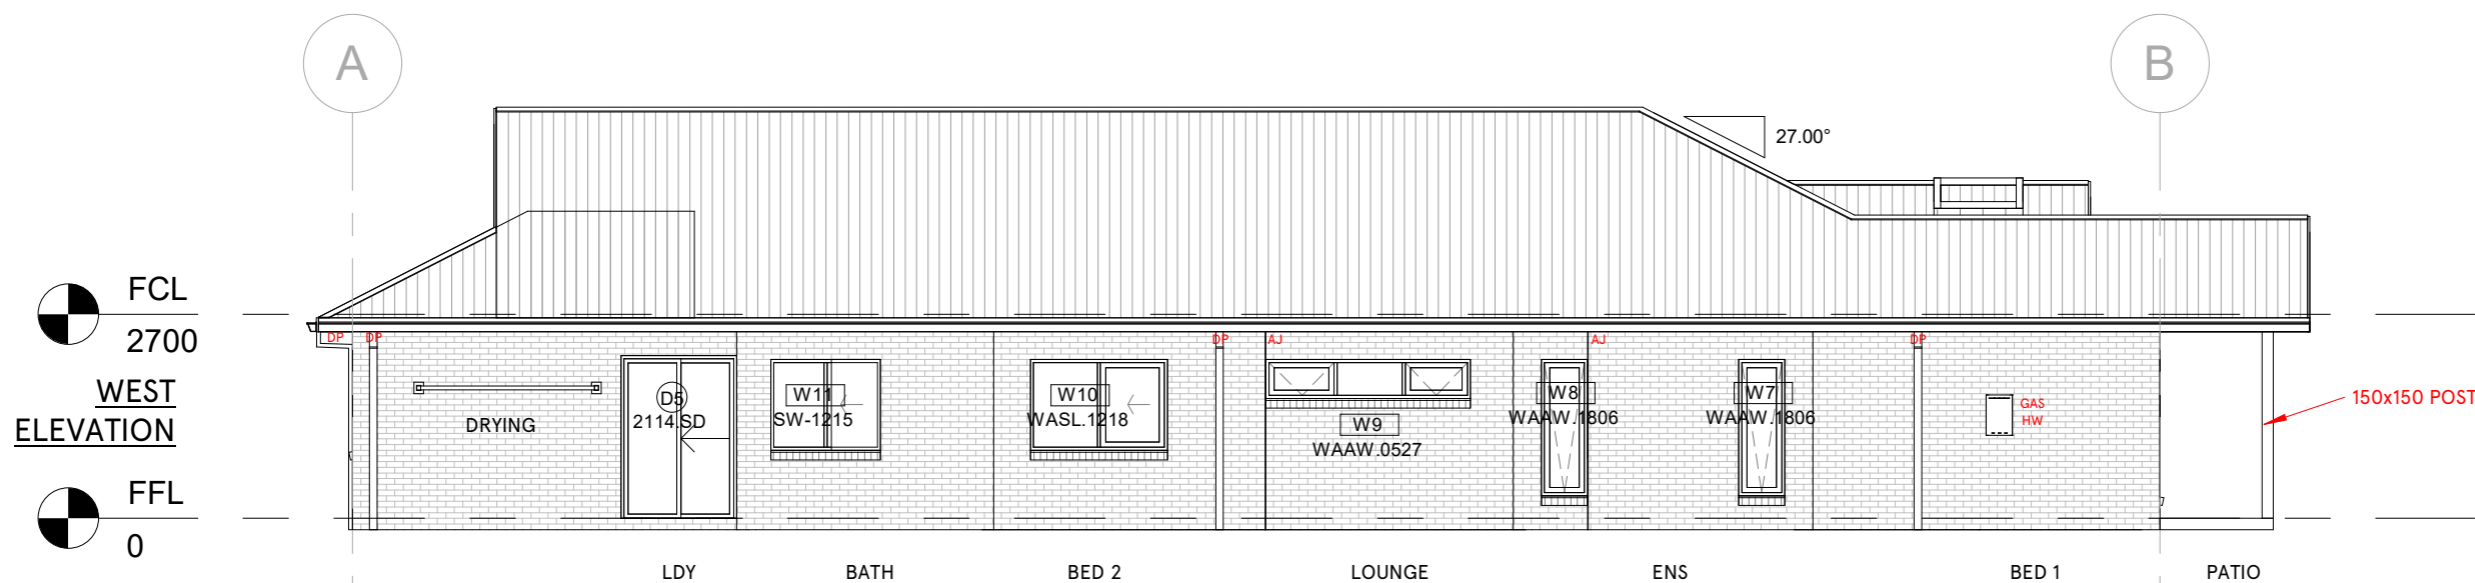 A
B
27.00°
FCL
2700
WEST
ELEVATION
FFL
0
DP
DP
DP
AJ
AJ
DP
DRYING
D5
2114.SD
W11
SW-1215
W10
WASL.1218
W9
WAAW.0527
W8
WAAW.1806
W7
WAAW.1806
GAS
HW
150x150 POST
LDY
BATH
BED 2
LOUNGE
ENS
BED 1
PATIO